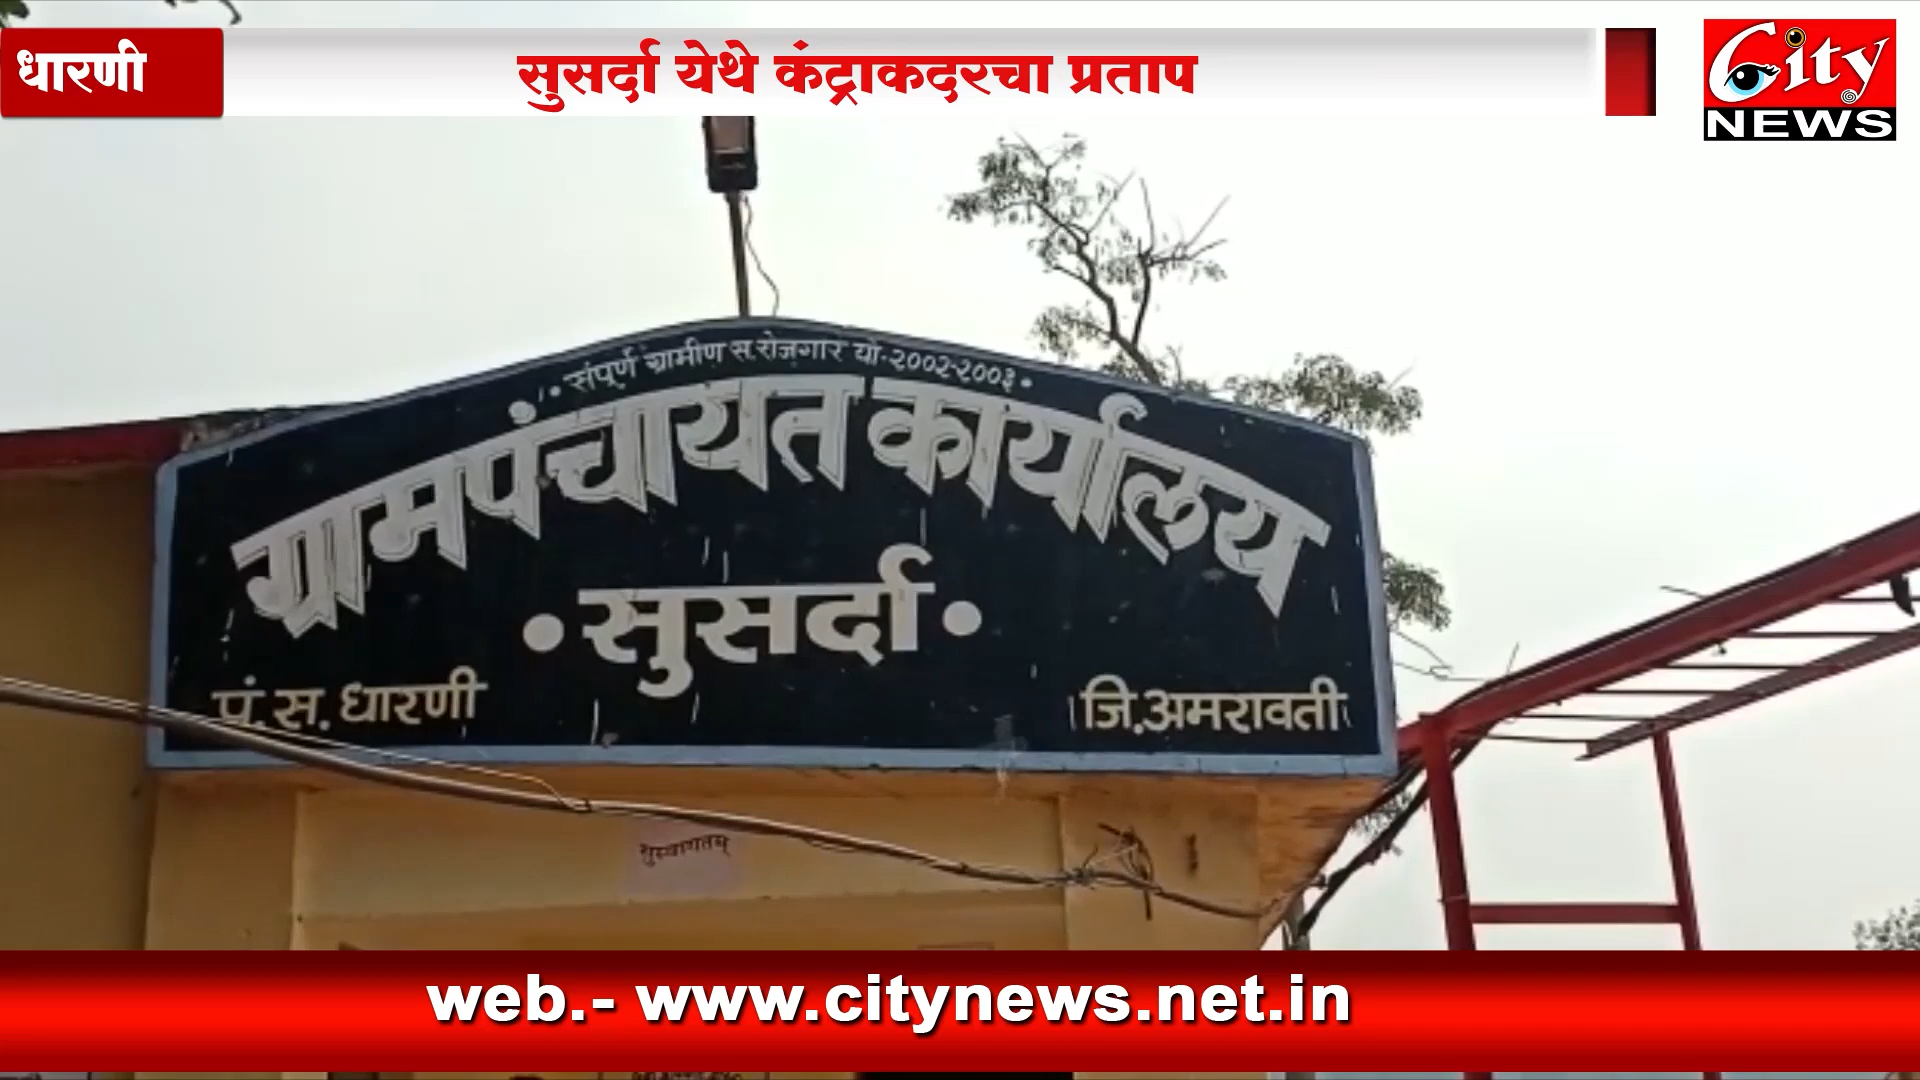 धारणी
सुसर्दा येथे कंट्राकदरचा प्रताप
City
NEWS
• संपूर्ण ग्रामीण स.रोजगार यो.-२००२-२००३ •
ग्रामपंचायत कार्यालय
• सुसर्दा •
पं. स. धारणी
जि.अमरावती
सुस्वागतम्
web.- www.citynews.net.in